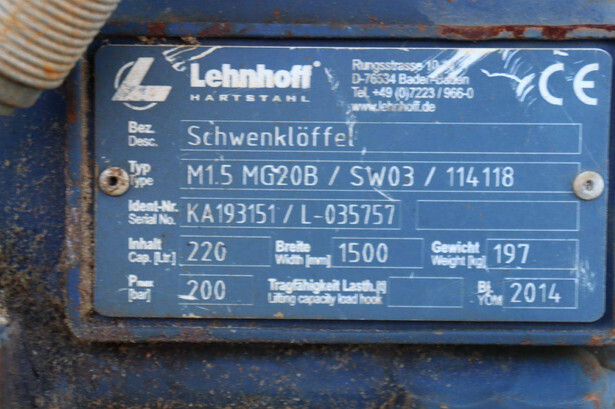 Lehnhoff®
HARTSTAHL
Rungsstrasse
D-76534 Baden-Baden
Tel. +49 (0)7223 / 966-0
www.lehnhoff.de
CE
Bez. Schwenklöffel
Desc.
Typ M1.5 MG20B / SW03 / 114118
Type
Ident-Nr. KA193151 / L-035757
Serial No.
Inhalt 220 Breite 1500 Gewicht 197
Cap. [Ltr.] Width [mm] Weight [kg]
Pmax 200 Tragfähigkeit Lasth. [t] Bj. 2014
[bar] Lifting capacity load hook YOM